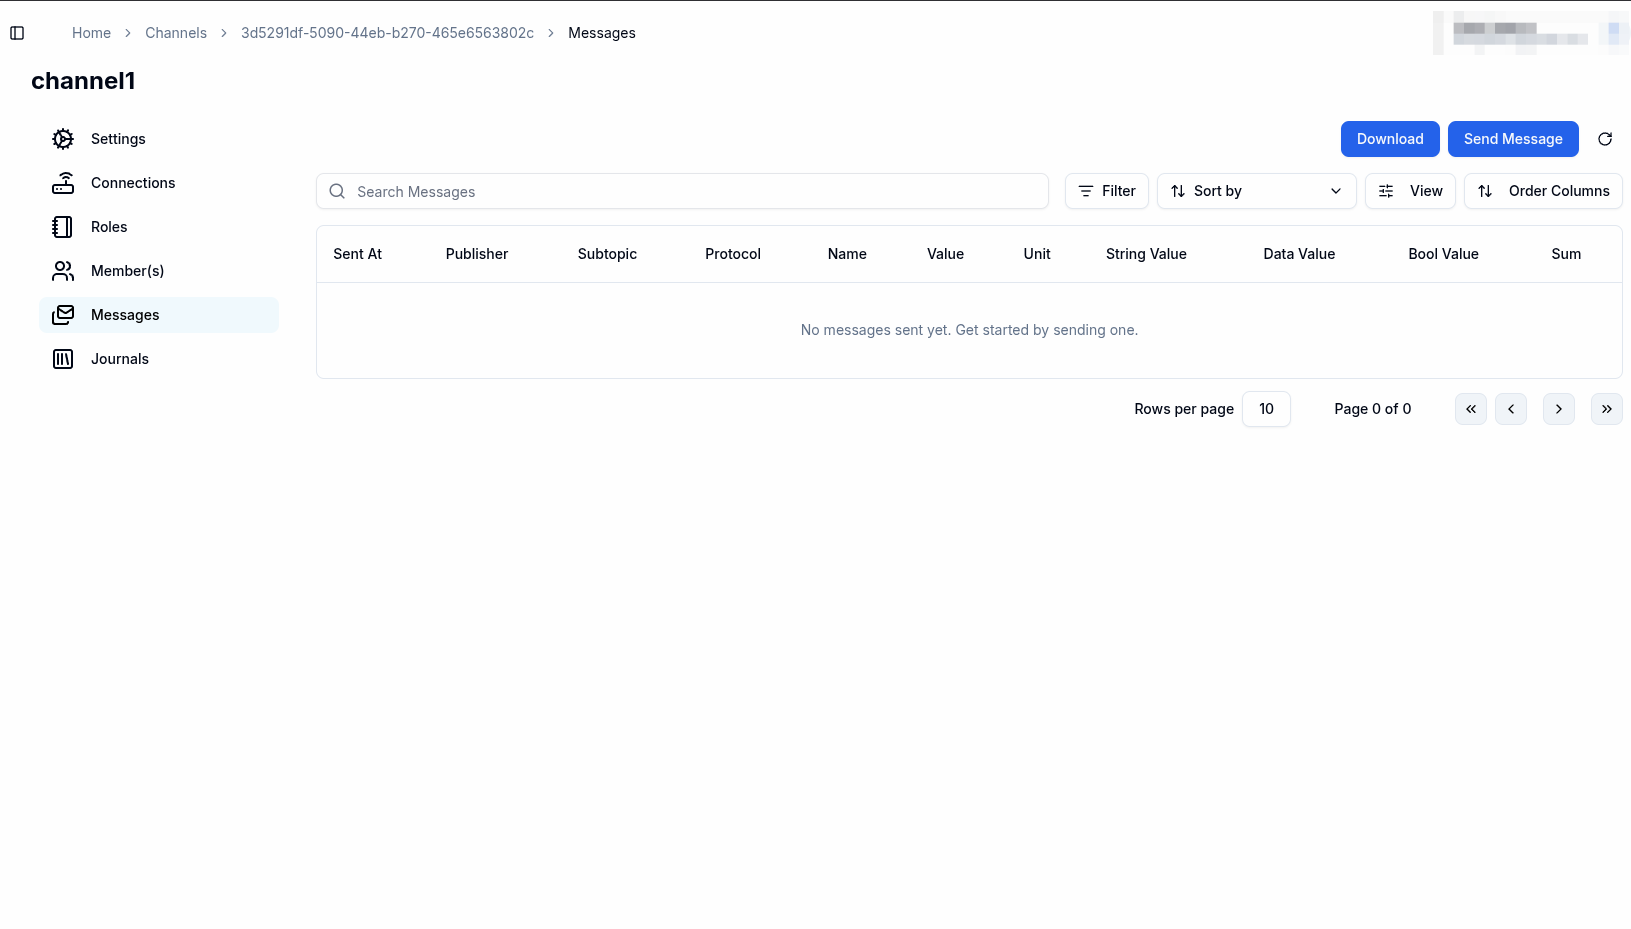 Home > Channels > 3d5291df-5090-44eb-b270-465e6563802c > Messages
channel1
Settings
Connections
Roles
Member(s)
Messages
Journals
Download Send Message
Search Messages Filter Sort by View Order Columns
Sent At Publisher Subtopic Protocol Name Value Unit String Value Data Value Bool Value Sum
No messages sent yet. Get started by sending one.
Rows per page 10 Page 0 of 0